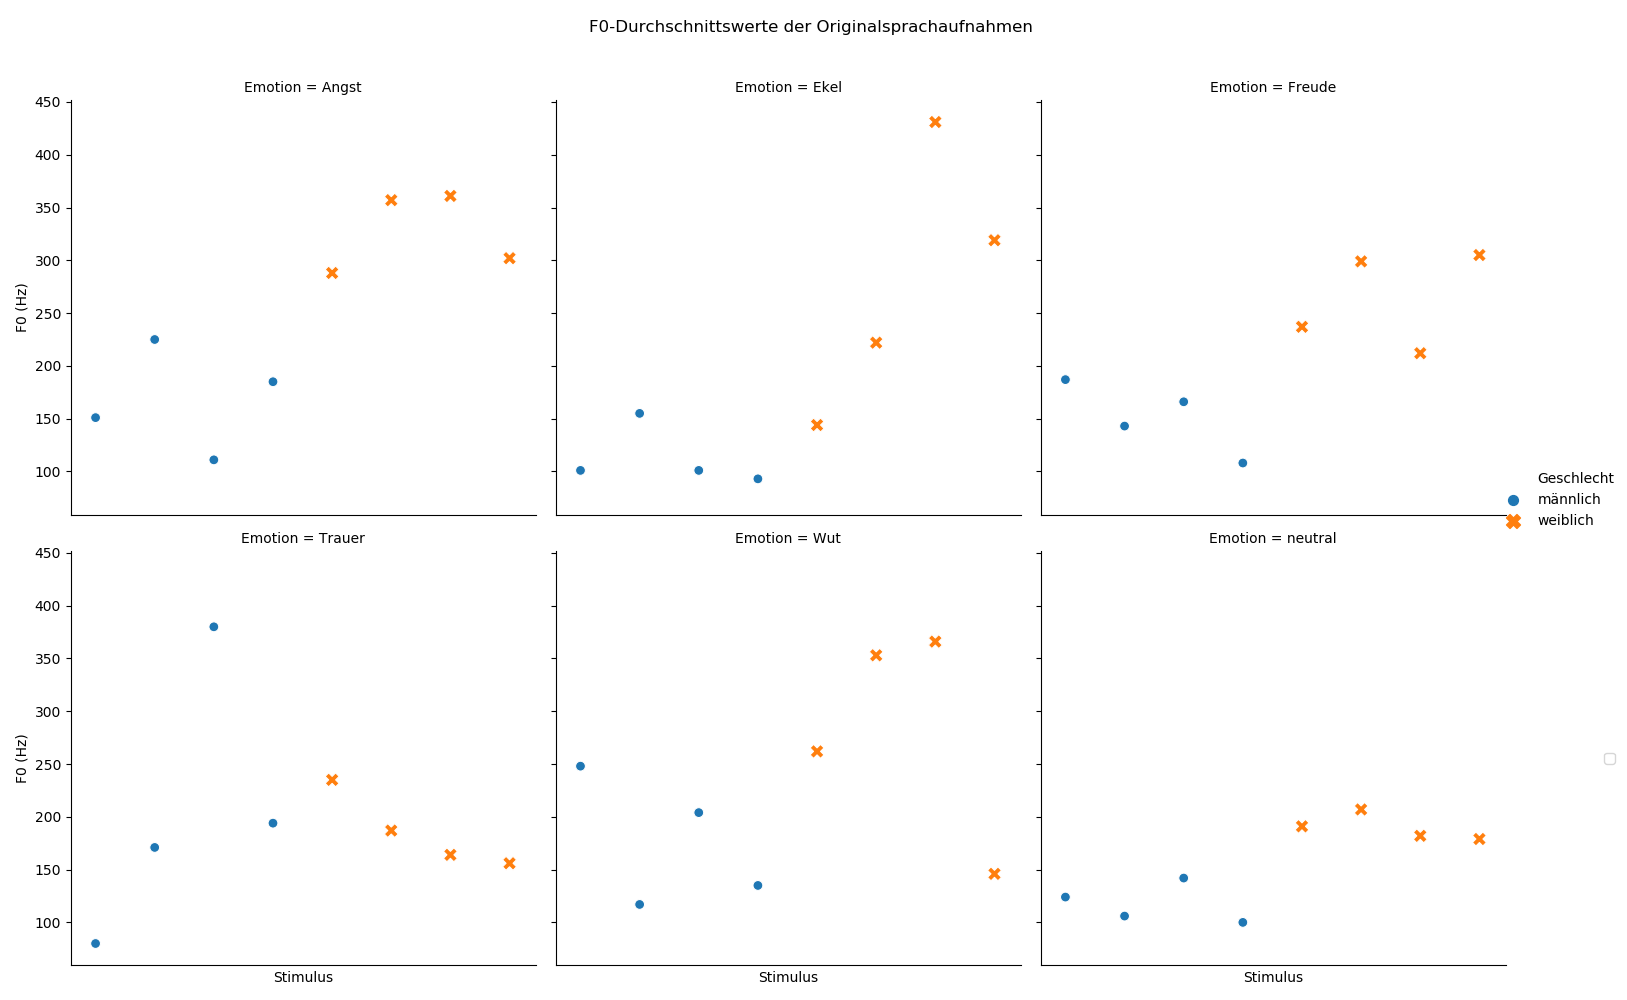 F0-Durchschnittswerte der Originalsprachaufnahmen
Emotion = Angst
Emotion = Ekel
Emotion = Freude
450
400
350
300
250
200
150
100
F0 (Hz)
Geschlecht
männlich
weiblich
Emotion = Trauer
Emotion = Wut
Emotion = neutral
450
400
350
300
250
200
150
100
F0 (Hz)
Stimulus
Stimulus
Stimulus